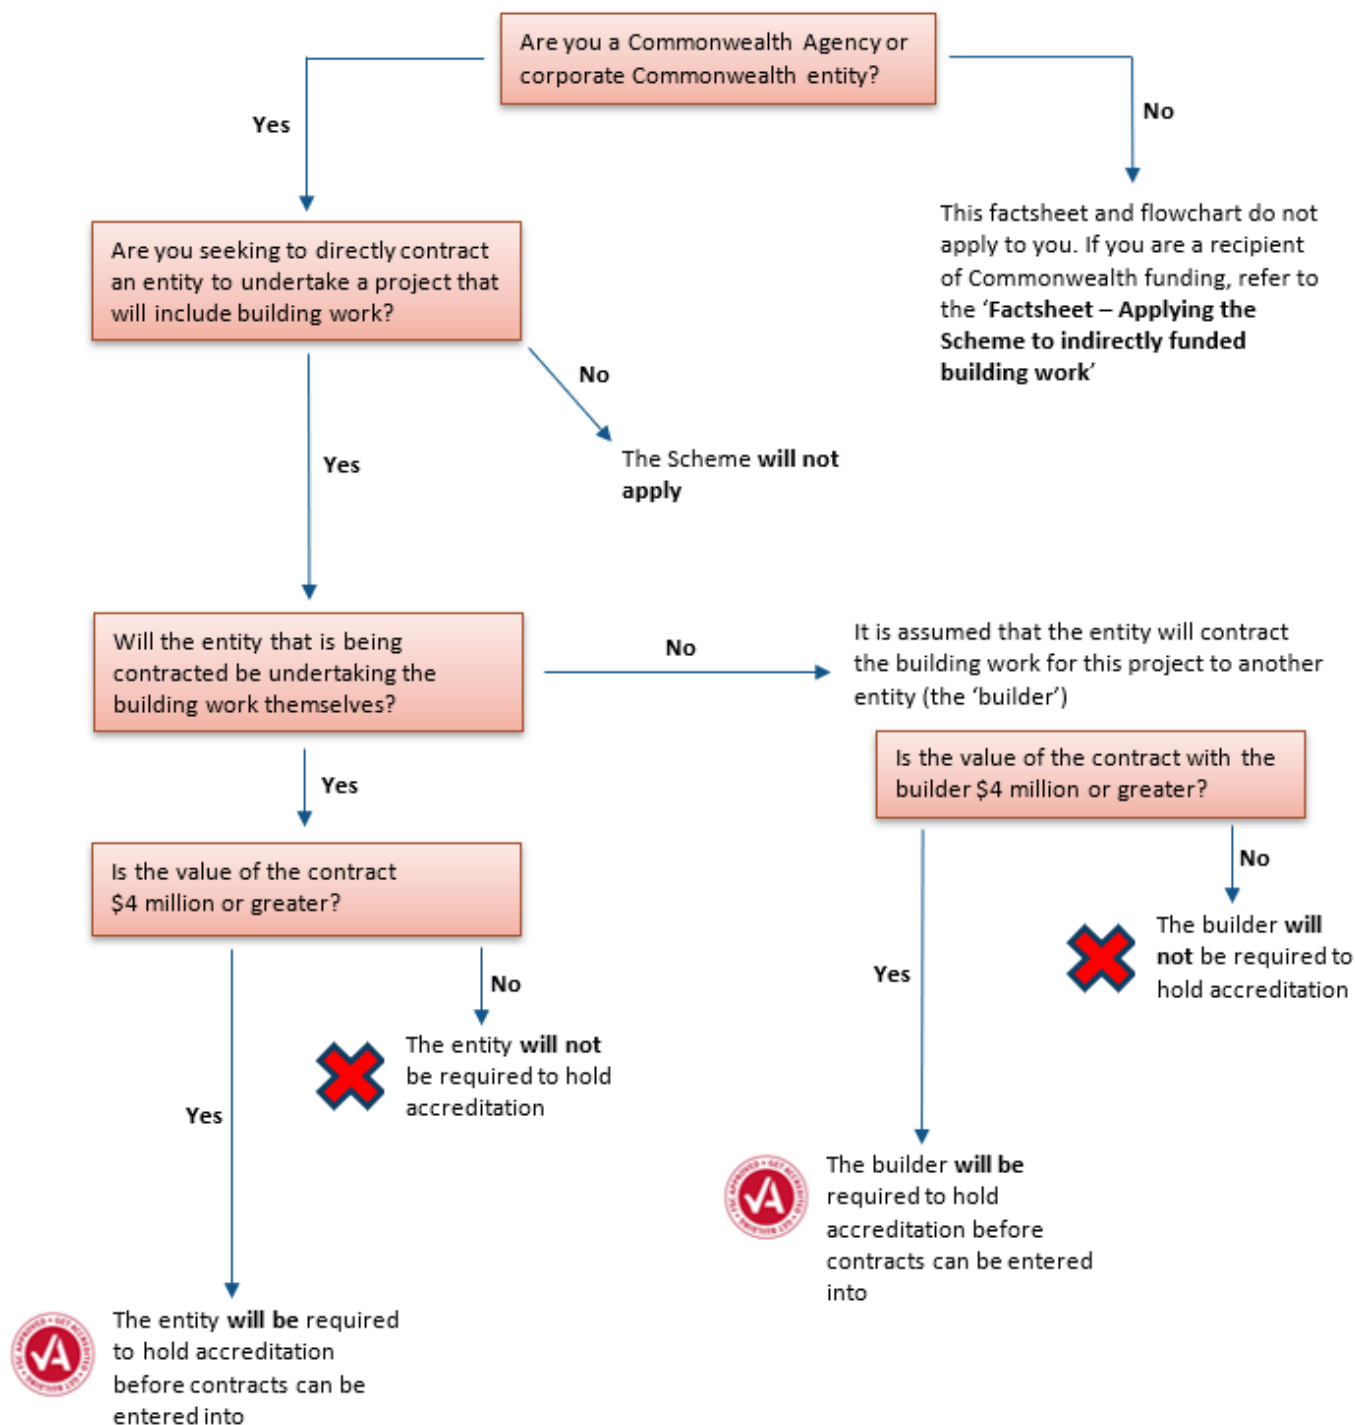 Are you a Commonwealth Agency or
corporate Commonwealth entity?
Yes
No
This factsheet and flowchart do not
apply to you. If you are a recipient
of Commonwealth funding, refer to
the ‘Factsheet – Applying the
Scheme to indirectly funded
building work’
Are you seeking to directly contract
an entity to undertake a project that
will include building work?
No
The Scheme will not
apply
Yes
Will the entity that is being
contracted be undertaking the
building work themselves?
No
It is assumed that the entity will contract
the building work for this project to another
entity (the ‘builder’)
Yes
Is the value of the contract with the
builder $4 million or greater?
Is the value of the contract
$4 million or greater?
No
The builder will
not be required to
hold accreditation
Yes
The builder will be
required to hold
accreditation before
contracts can be entered
into
No
The entity will not
be required to hold
accreditation
Yes
The entity will be required
to hold accreditation
before contracts can be
entered into